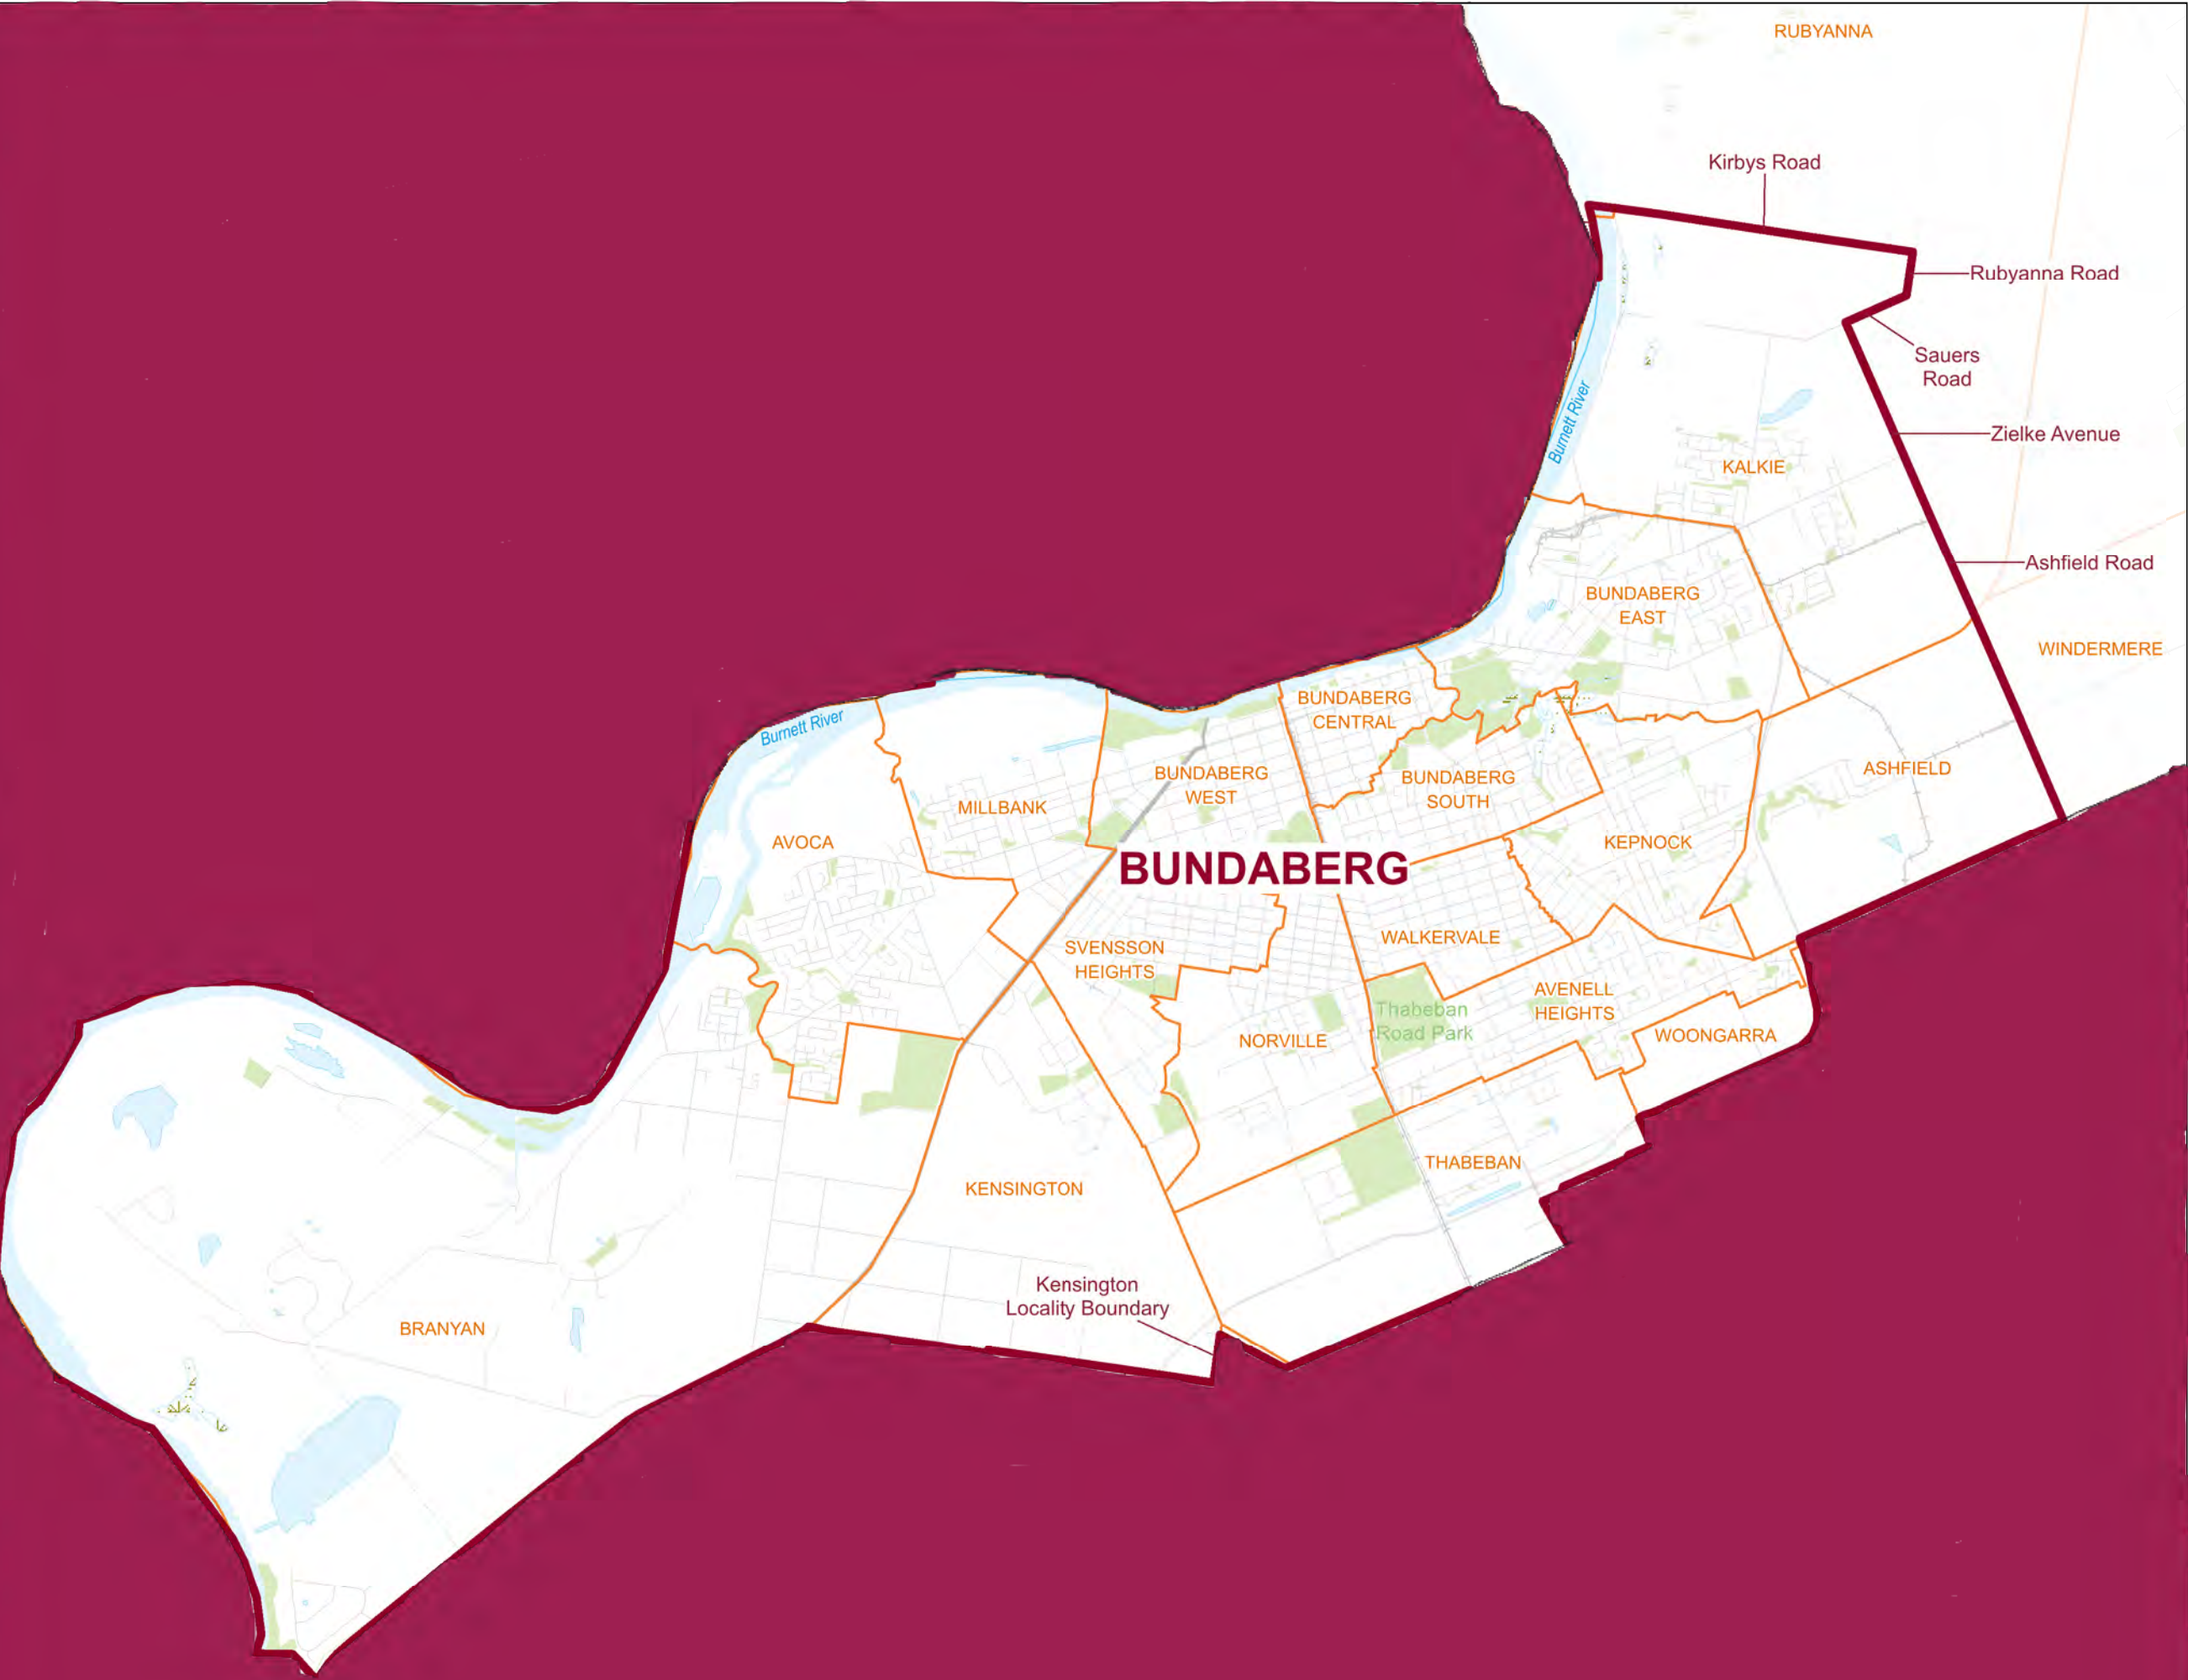 RUBYANNA
Kirbys Road
Rubyanna Road
Sauers
Road
Burnett River
Zielke Avenue
KALKIE
Ashfield Road
BUNDABERG
EAST
WINDERMERE
BUNDABERG
CENTRAL
Burnett River
BUNDABERG
WEST
BUNDABERG
SOUTH
ASHFIELD
MILLBANK
AVOCA
KEPNOCK
BUNDABERG
SVENSSON
HEIGHTS
WALKERVALE
AVENELL
HEIGHTS
Thabeban
Road Park
NORVILLE
WOONGARRA
THABEBAN
KENSINGTON
Kensington
Locality Boundary
BRANYAN